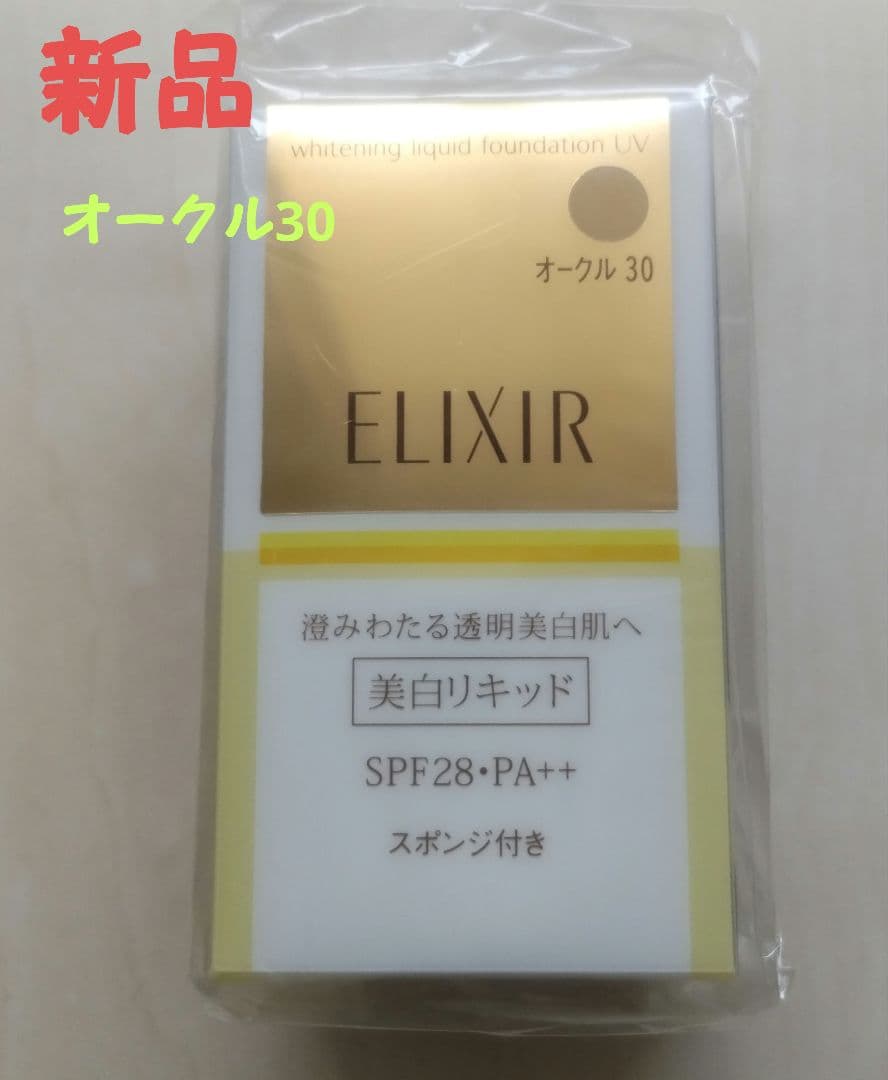 新品
オークル30
whitening liquid foundation UV
オークル 30
ELIXIR
澄みわたる透明美白肌へ
美白リキッド
SPF28・PA++
スポンジ付き